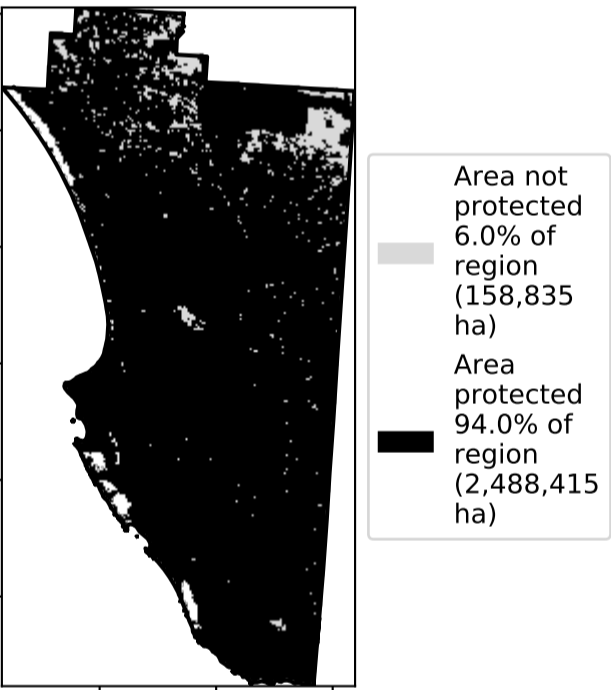 Area not
protected
6.0% of
region
(158,835
ha)
Area
protected
94.0% of
region
(2,488,415
ha)